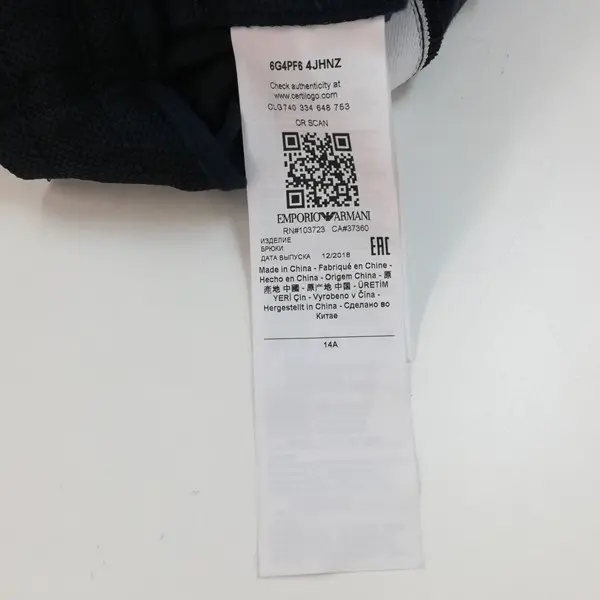 6G4PF6 4JHNZ
Check authenticity at
www.certilogo.com
CLG740 334 648 753
OR SCAN
EMPORIO ARMANI
RN#103723 CA#37360
ИЗДЕЛИЕ
БРЮКИ
ДАТА ВЫПУСКА 12/2016
EAC
Made in China - Fabriqué en Chine -
Hecho en China - Origem China - 原
產地 中國 - 原产地 中国 - ÜRETİM
YERİ Çin - Vyrobeno v Čína -
Hergestellt in China - Сделано во
Китае
14A